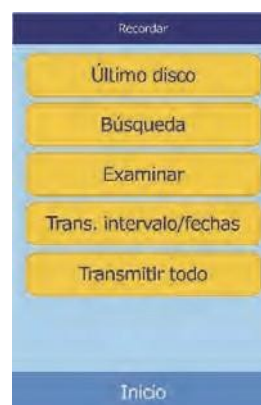 Recordar
Último disco
Búsqueda
Examinar
Trans. intervalo/fechas
Transmitir todo
Inicio